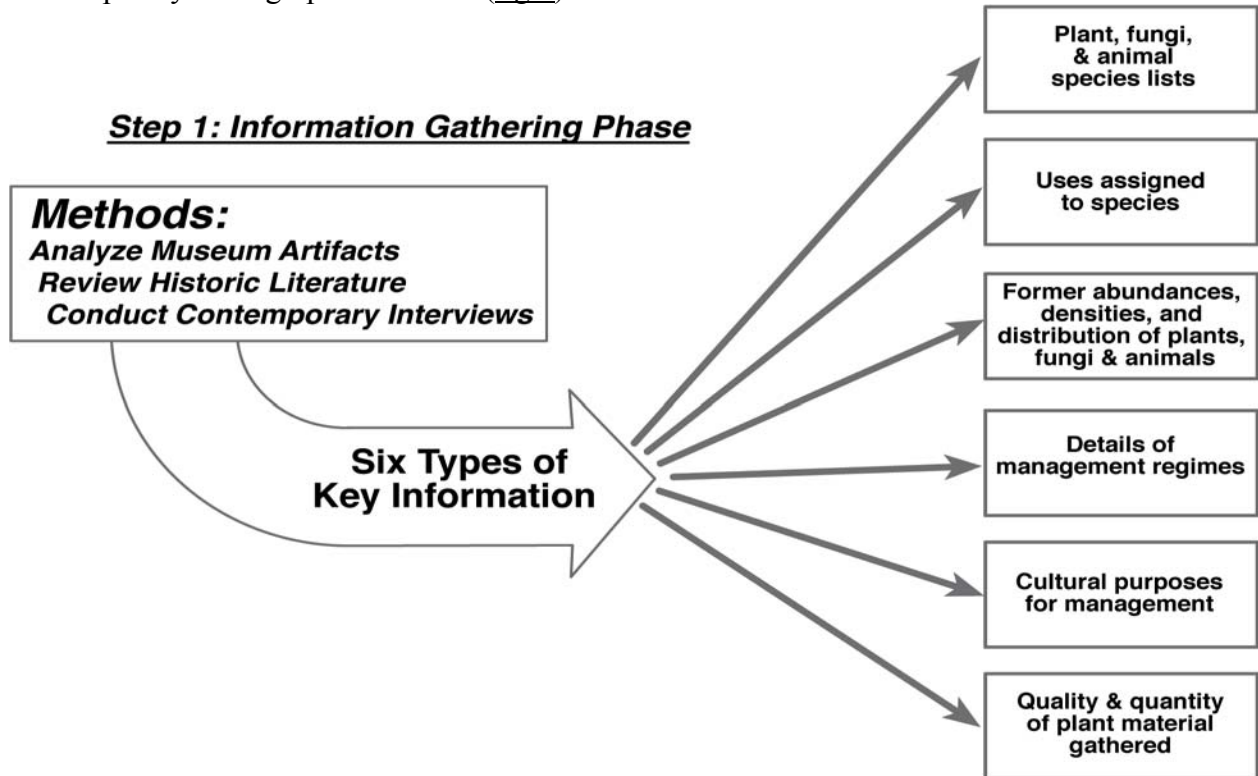 Plant, fungi,
& animal
species lists
Step 1: Information Gathering Phase
Methods:
Analyze Museum Artifacts
Review Historic Literature
Conduct Contemporary Interviews
Six Types of
Key Information
Uses assigned
to species
Former abundances,
densities, and
distribution of plants,
fungi & animals
Details of
management regimes
Cultural purposes
for management
Quality & quantity
of plant material
gathered